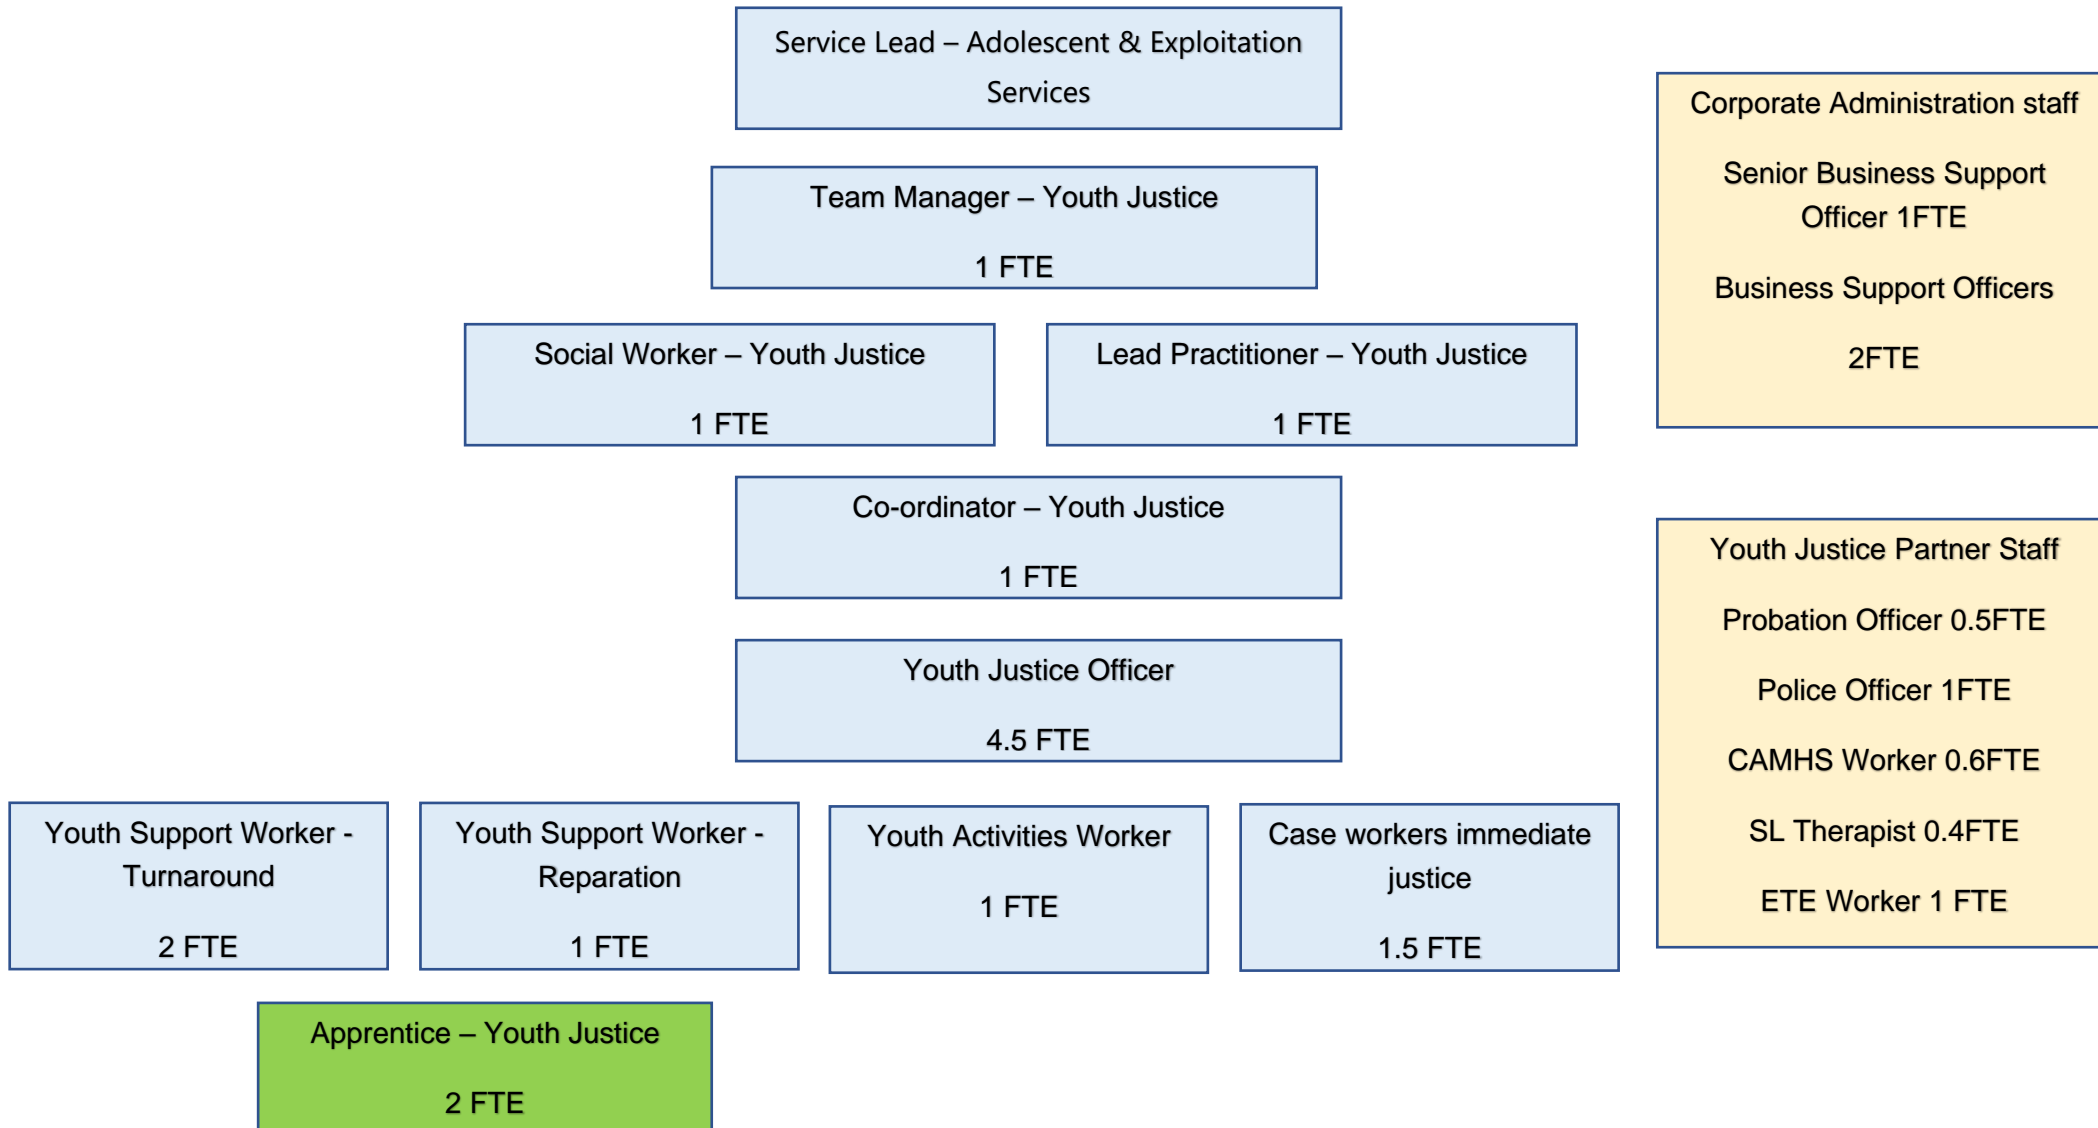 Service Lead – Adolescent & Exploitation
Services
Team Manager – Youth Justice
1 FTE
Social Worker – Youth Justice
1 FTE
Lead Practitioner – Youth Justice
1 FTE
Co-ordinator – Youth Justice
1 FTE
Youth Justice Officer
4.5 FTE
Youth Support Worker -
Turnaround
2 FTE
Youth Support Worker -
Reparation
1 FTE
Youth Activities Worker
1 FTE
Case workers immediate
justice
1.5 FTE
Apprentice – Youth Justice
2 FTE
Corporate Administration staff
Senior Business Support
Officer 1FTE
Business Support Officers
2FTE
Youth Justice Partner Staff
Probation Officer 0.5FTE
Police Officer 1FTE
CAMHS Worker 0.6FTE
SL Therapist 0.4FTE
ETE Worker 1 FTE